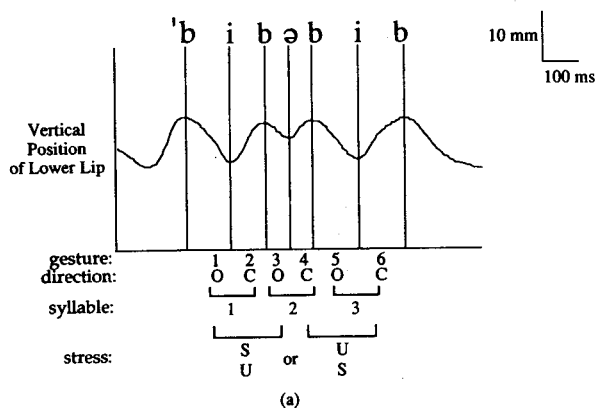 ˈb i b ə b i b
10 mm
100 ms
Vertical
Position
of Lower Lip
gesture: 1 2 3 4 5 6
direction: O C O C O C
syllable: 1 2 3
S U
stress: or
U S
(a)